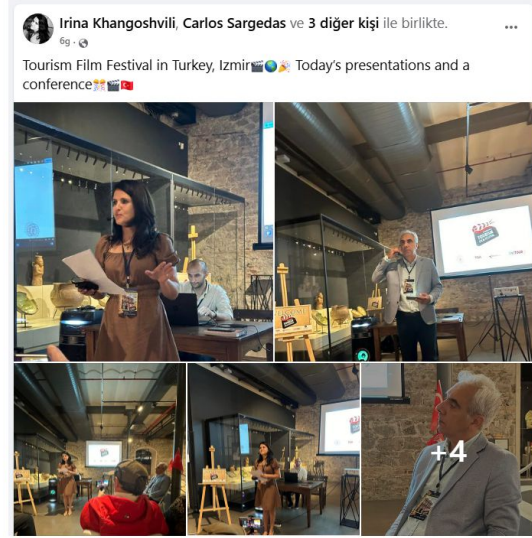 Irina Khangoshvili, Carlos Sargedas ve 3 diğer kişi ile birlikte.
6g ·
Tourism Film Festival in Turkey, Izmir🎬🌎🎉 Today's presentations and a
conference🎊🎬🇹🇷
+4